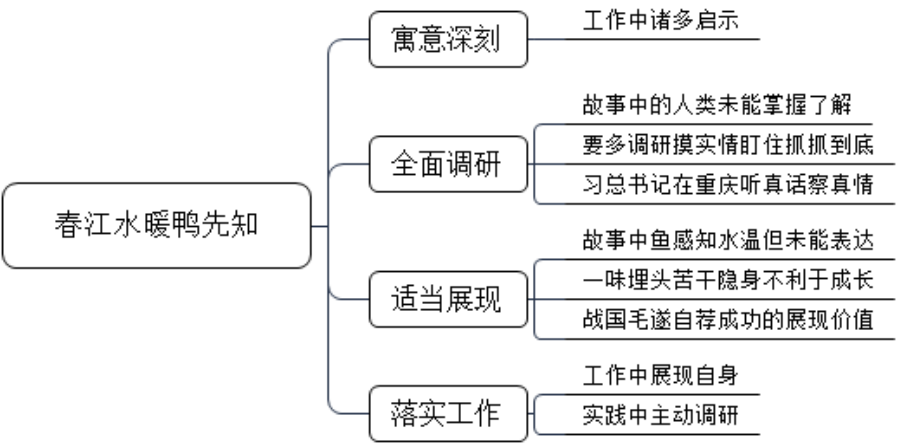 春江水暖鸭先知
寓意深刻
工作中诸多启示
全面调研
故事中的人类未能掌握了解
要多调研摸实情盯住抓抓到底
习总书记在重庆听真话察真情
适当展现
故事中鱼感知水温但未能表达
一味埋头苦干隐身不利于成长
战国毛遂自荐成功的展现价值
落实工作
工作中展现自身
实践中主动调研